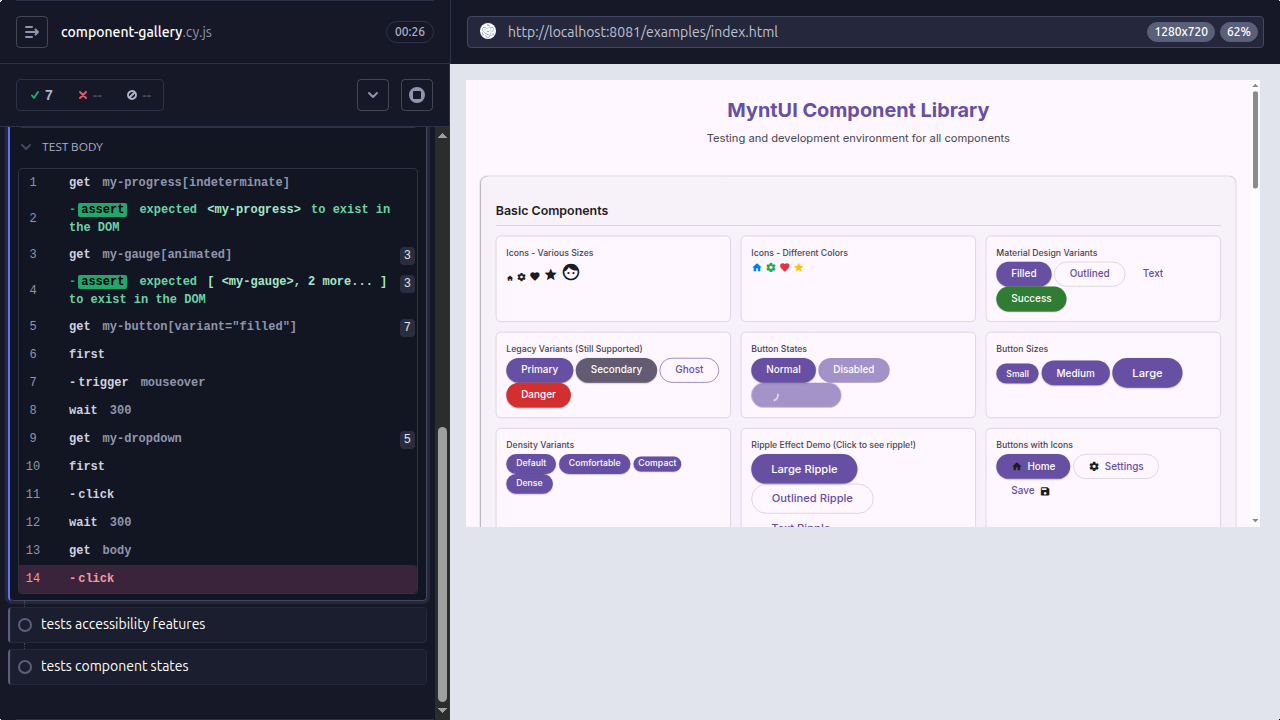 component-gallery.cy.js
00:26
7
--
--
TEST BODY
1 get my-progress[indeterminate]
2 -assert expected <my-progress> to exist in
the DOM
3 get my-gauge[animated] 3
4 -assert expected [ <my-gauge>, 2 more... ] 3
to exist in the DOM
5 get my-button[variant="filled"] 7
6 first
7 -trigger mouseover
8 wait 300
9 get my-dropdown 5
10 first
11 -click
12 wait 300
13 get body
14 -click
tests accessibility features
tests component states
http://localhost:8081/examples/index.html
1280x720
62%
MyntUI Component Library
Testing and development environment for all components
Basic Components
Icons - Various Sizes
Icons - Different Colors
Material Design Variants
Filled
Outlined
Text
Success
Legacy Variants (Still Supported)
Primary
Secondary
Ghost
Danger
Button States
Normal
Disabled
Button Sizes
Small
Medium
Large
Density Variants
Default
Comfortable
Compact
Dense
Ripple Effect Demo (Click to see ripple!)
Large Ripple
Outlined Ripple
Text Ripple
Buttons with Icons
Home
Settings
Save